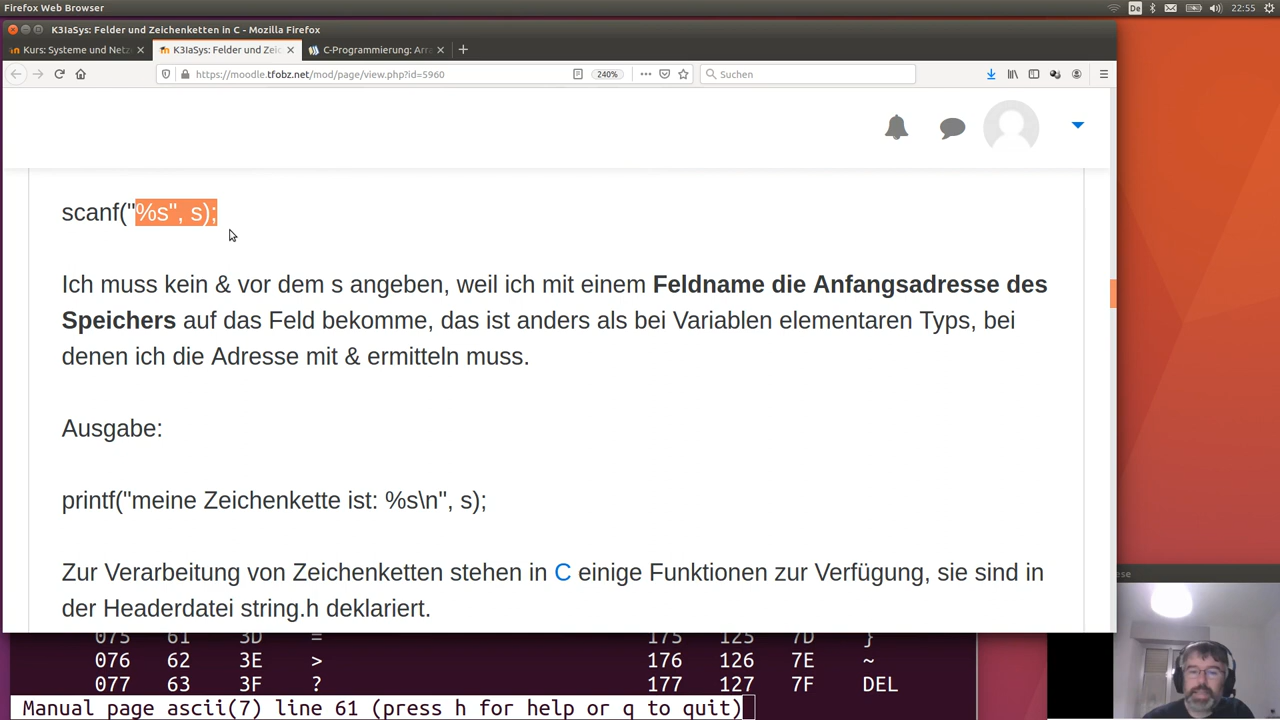 Firefox Web Browser
De
22:55
K3IaSys: Felder und Zeichenketten in C - Mozilla Firefox
Kurs: Systeme und Netz
K3IaSys: Felder und Zeic
C-Programmierung: Arr
https://moodle.tfobz.net/mod/page/view.php?id=5960
240%
Suchen
scanf("%s", s);
Ich muss kein & vor dem s angeben, weil ich mit einem Feldname die Anfangsadresse des
Speichers auf das Feld bekomme, das ist anders als bei Variablen elementaren Typs, bei
denen ich die Adresse mit & ermitteln muss.
Ausgabe:
printf("meine Zeichenkette ist: %s\n", s);
Zur Verarbeitung von Zeichenketten stehen in C einige Funktionen zur Verfügung, sie sind in
der Headerdatei string.h deklariert.
ese
075 61 3D = 175 125 7D }
076 62 3E > 176 126 7E ~
077 63 3F ? 177 127 7F DEL
Manual page ascii(7) line 61 (press h for help or q to quit)